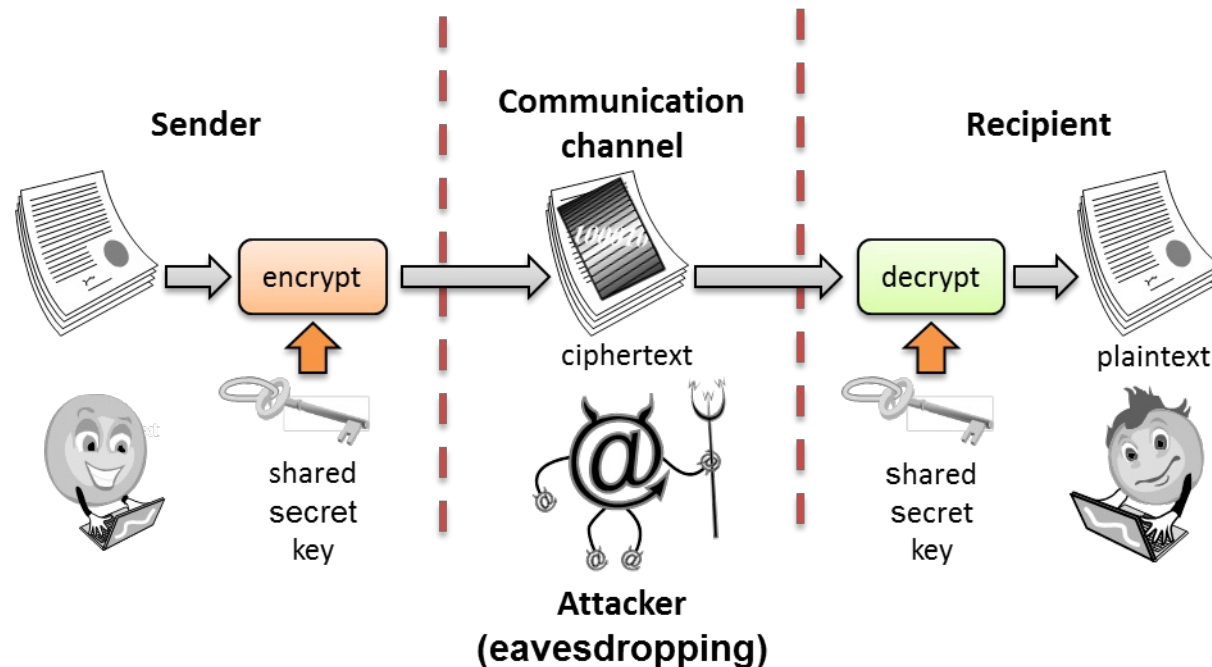 Sender
Communication
channel
Recipient
encrypt
decrypt
ciphertext
plaintext
shared
secret
key
shared
secret
key
@
@
@
@
@
Attacker
(eavesdropping)